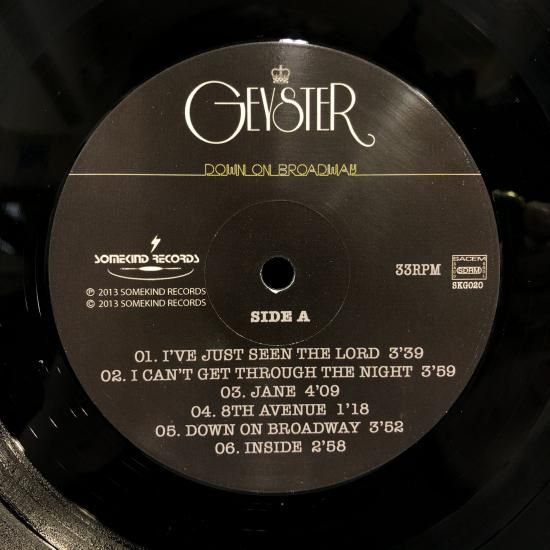 GEYSTER
DOWN ON BROADWAY
SOMEKIND RECORDS
℗ 2013 SOMEKIND RECORDS
© 2013 SOMEKIND RECORDS
33RPM
SACEM
SDRM
SKG020
SIDE A
01. I'VE JUST SEEN THE LORD 3'39
02. I CAN'T GET THROUGH THE NIGHT 3'59
03. JANE 4'09
04. 8TH AVENUE 1'18
05. DOWN ON BROADWAY 3'52
06. INSIDE 2'58